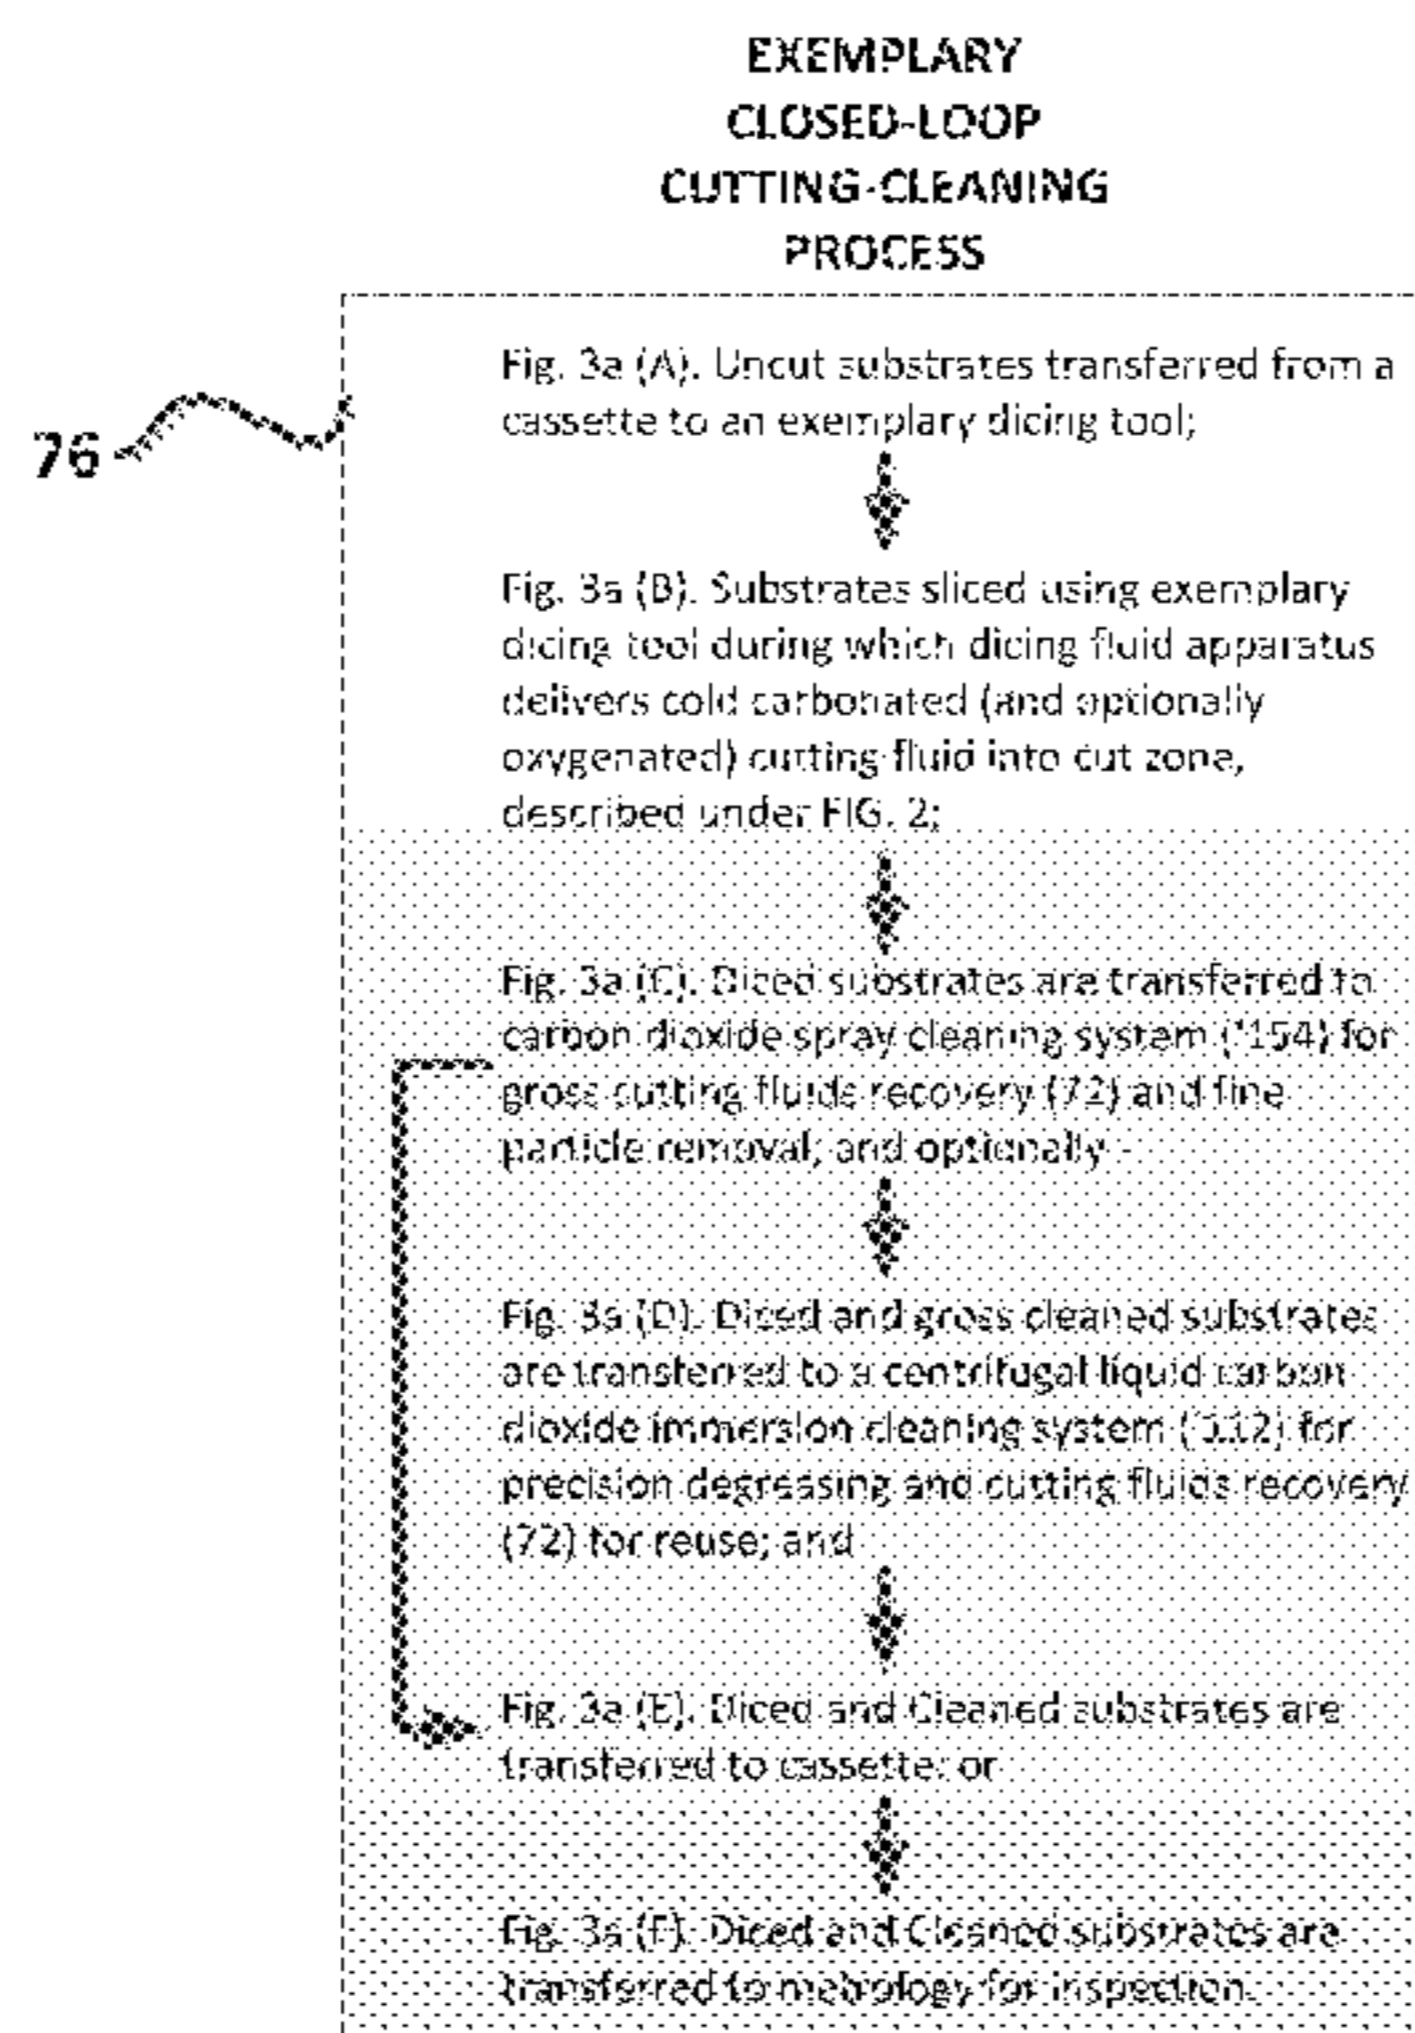 EXEMPLARY
CLOSED-LOOP
CUTTING-CLEANING
PROCESS
76
Fig. 3a (A). Uncut substrates transferred from a
cassette to an exemplary dicing tool;
Fig. 3a (B). Substrates sliced using exemplary
dicing tool during which dicing fluid apparatus
delivers cold carbonated (and optionally
oxygenated) cutting fluid into cut zone,
described under FIG. 2;
Fig. 3a (C). Diced substrates are transferred to
carbon dioxide spray cleaning system ('154) for
gross cutting fluids recovery (72) and fine
particle removal; and optionally -
Fig. 3a (D). Diced and gross cleaned substrates
are transferred to a centrifugal liquid carbon
dioxide immersion cleaning system ('112) for
precision degreasing and cutting fluids recovery
(72) for reuse; and
Fig. 3a (E). Diced and Cleaned substrates are
transferred to cassette; or
Fig. 3a (F). Diced and Cleaned substrates are
transferred to metrology for inspection.